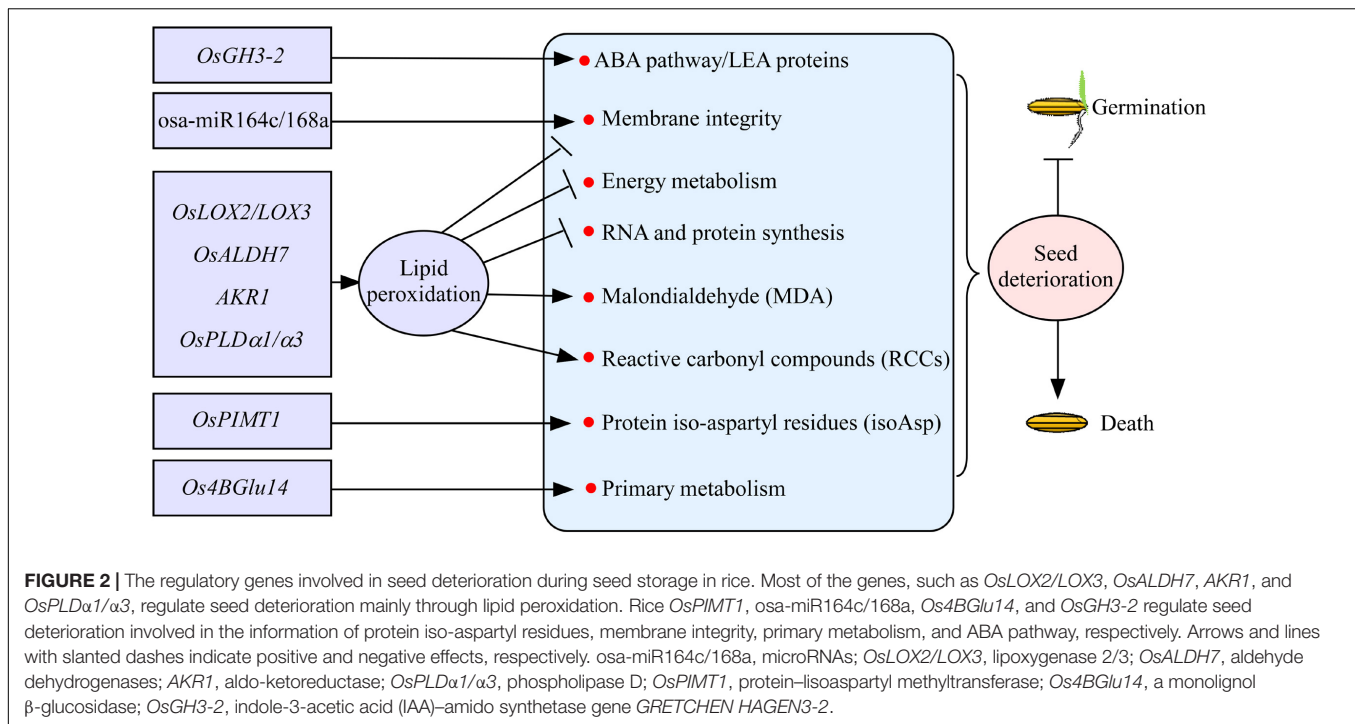 OsGH3-2
ABA pathway/LEA proteins
osa-miR164c/168a
Membrane integrity
Germination
Energy metabolism
OsLOX2/LOX3
RNA and protein synthesis
OsALDH7
Lipid
peroxidation
Seed
deterioration
AKR1
Malondialdehyde (MDA)
OsPLDα1/α3
Reactive carbonyl compounds (RCCs)
OsPIMT1
Protein iso-aspartyl residues (isoAsp)
Death
Os4BGlu14
Primary metabolism
FIGURE 2 | The regulatory genes involved in seed deterioration during seed storage in rice. Most of the genes, such as OsLOX2/LOX3, OsALDH7, AKR1, and
OsPLDα1/α3, regulate seed deterioration mainly through lipid peroxidation. Rice OsPIMT1, osa-miR164c/168a, Os4BGlu14, and OsGH3-2 regulate seed
deterioration involved in the information of protein iso-aspartyl residues, membrane integrity, primary metabolism, and ABA pathway, respectively. Arrows and lines
with slanted dashes indicate positive and negative effects, respectively. osa-miR164c/168a, microRNAs; OsLOX2/LOX3, lipoxygenase 2/3; OsALDH7, aldehyde
dehydrogenases; AKR1, aldo-ketoreductase; OsPLDα1/α3, phospholipase D; OsPIMT1, protein–lisoaspartyl methyltransferase; Os4BGlu14, a monolignol
β-glucosidase; OsGH3-2, indole-3-acetic acid (IAA)–amido synthetase gene GRETCHEN HAGEN3-2.